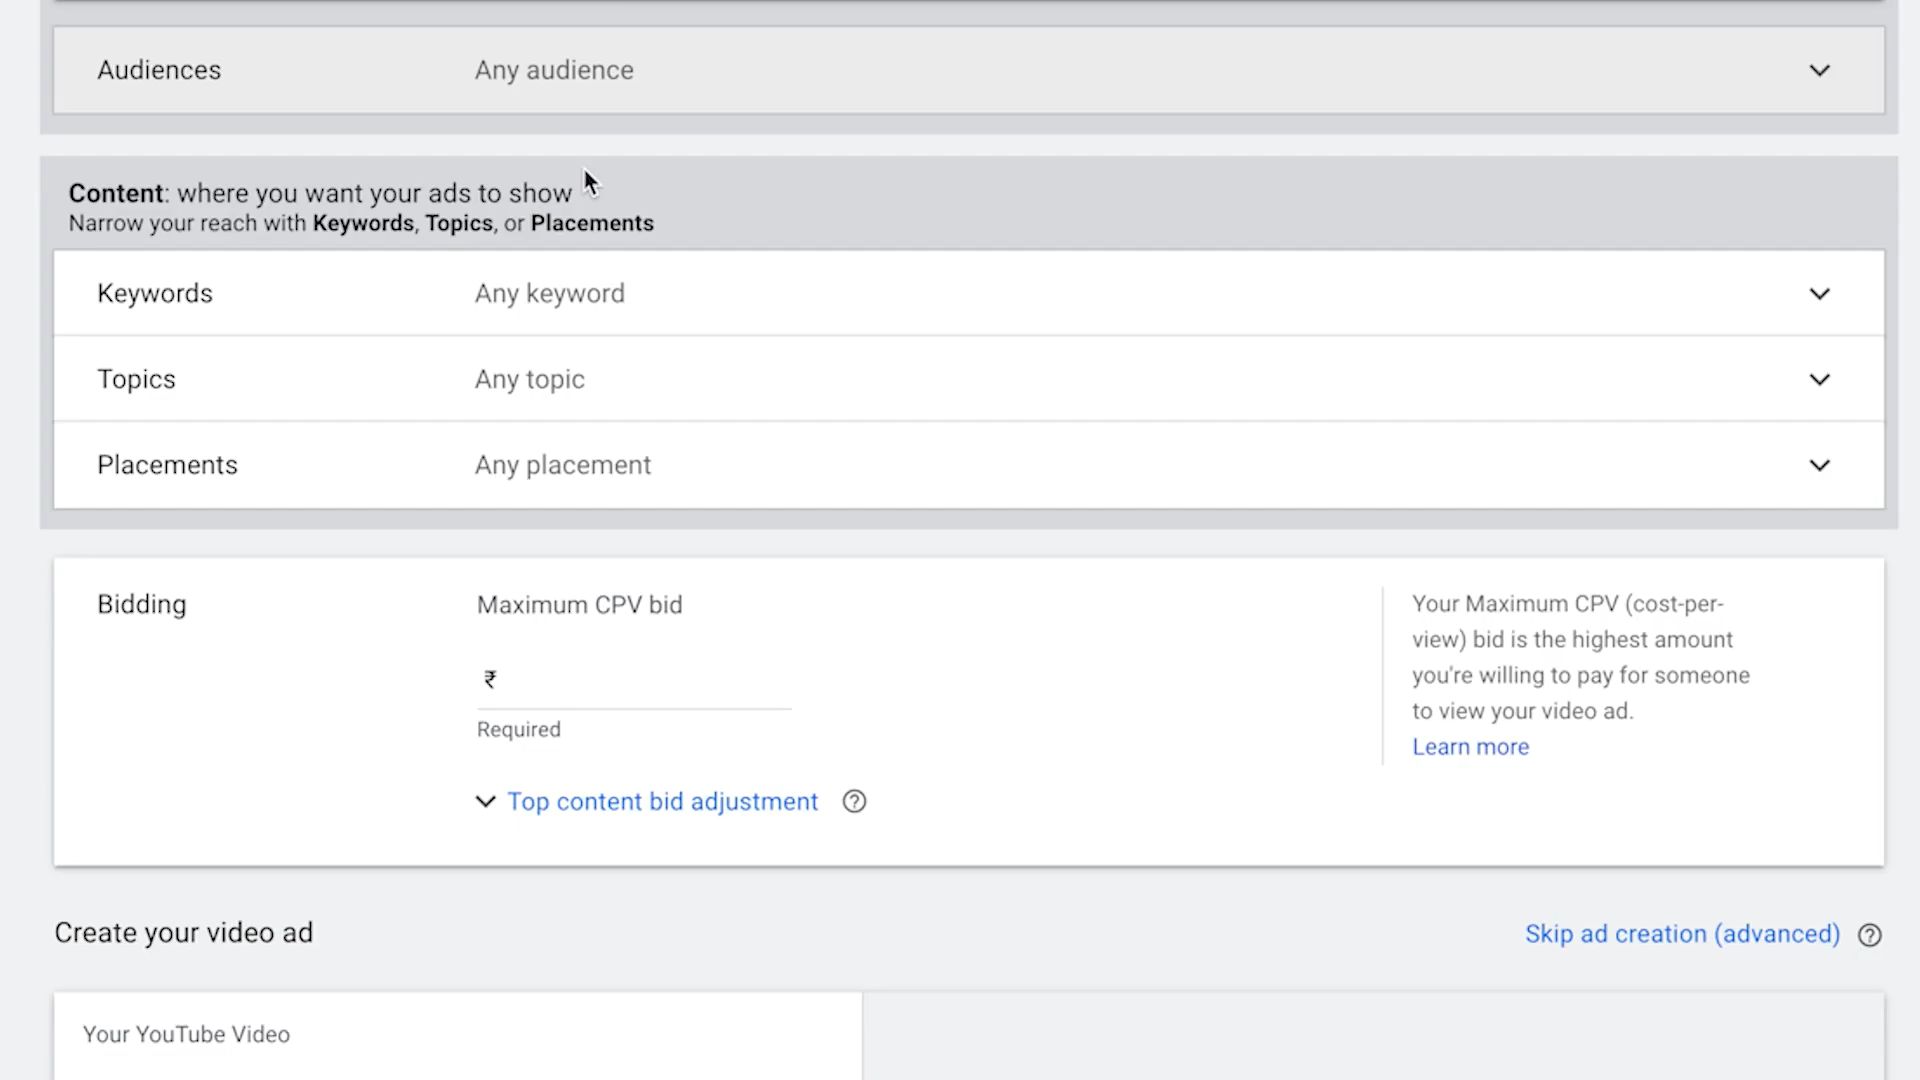 Audiences Any audience
Content: where you want your ads to show
Narrow your reach with Keywords, Topics, or Placements
Keywords Any keyword
Topics Any topic
Placements Any placement
Bidding Maximum CPV bid
₹
Required
Top content bid adjustment
Your Maximum CPV (cost-per-
view) bid is the highest amount
you're willing to pay for someone
to view your video ad.
Learn more
Create your video ad Skip ad creation (advanced)
Your YouTube Video